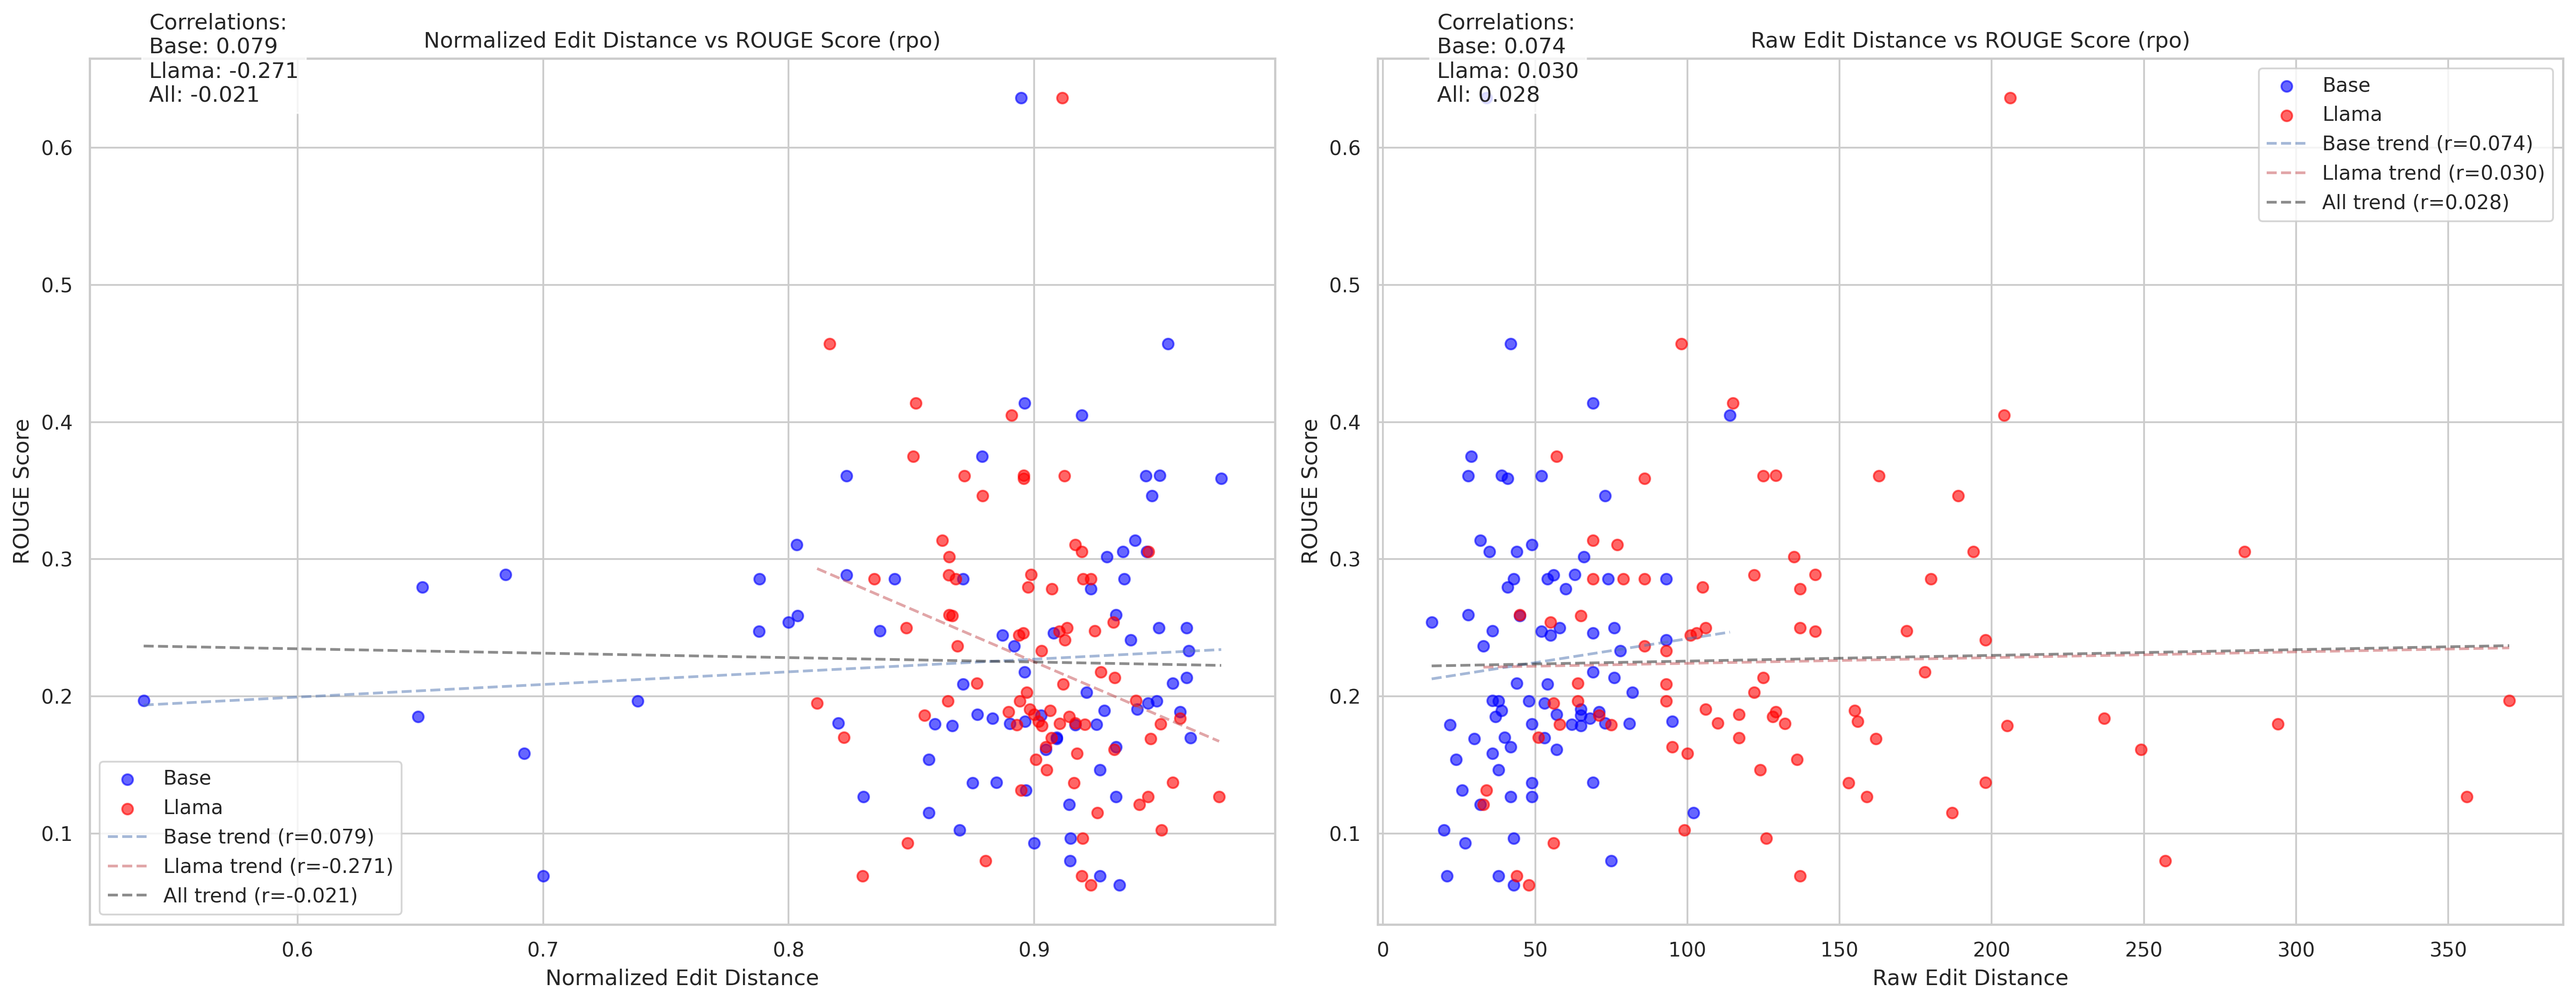 Correlations:
Base: 0.079
Llama: -0.271
All: -0.021
Normalized Edit Distance vs ROUGE Score (rpo)
ROUGE Score
0.6
0.5
0.4
0.3
0.2
0.1
Base
Llama
Base trend (r=0.079)
Llama trend (r=-0.271)
All trend (r=-0.021)
0.6 0.7 0.8 0.9
Normalized Edit Distance
Correlations:
Base: 0.074
Llama: 0.030
All: 0.028
Raw Edit Distance vs ROUGE Score (rpo)
ROUGE Score
0.6
0.5
0.4
0.3
0.2
0.1
Base
Llama
Base trend (r=0.074)
Llama trend (r=0.030)
All trend (r=0.028)
0 50 100 150 200 250 300 350
Raw Edit Distance